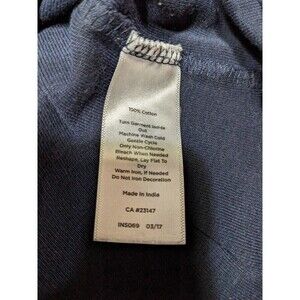 100% Cotton
Turn Garment Inside
Out
Machine Wash Cold
Gentle Cycle
Only Non-Chlorine
Bleach When Needed
Reshape, Lay Flat To
Dry
Warm Iron, If Needed
Do Not Iron Decoration
Made in India
CA #23147
INS069 03/17